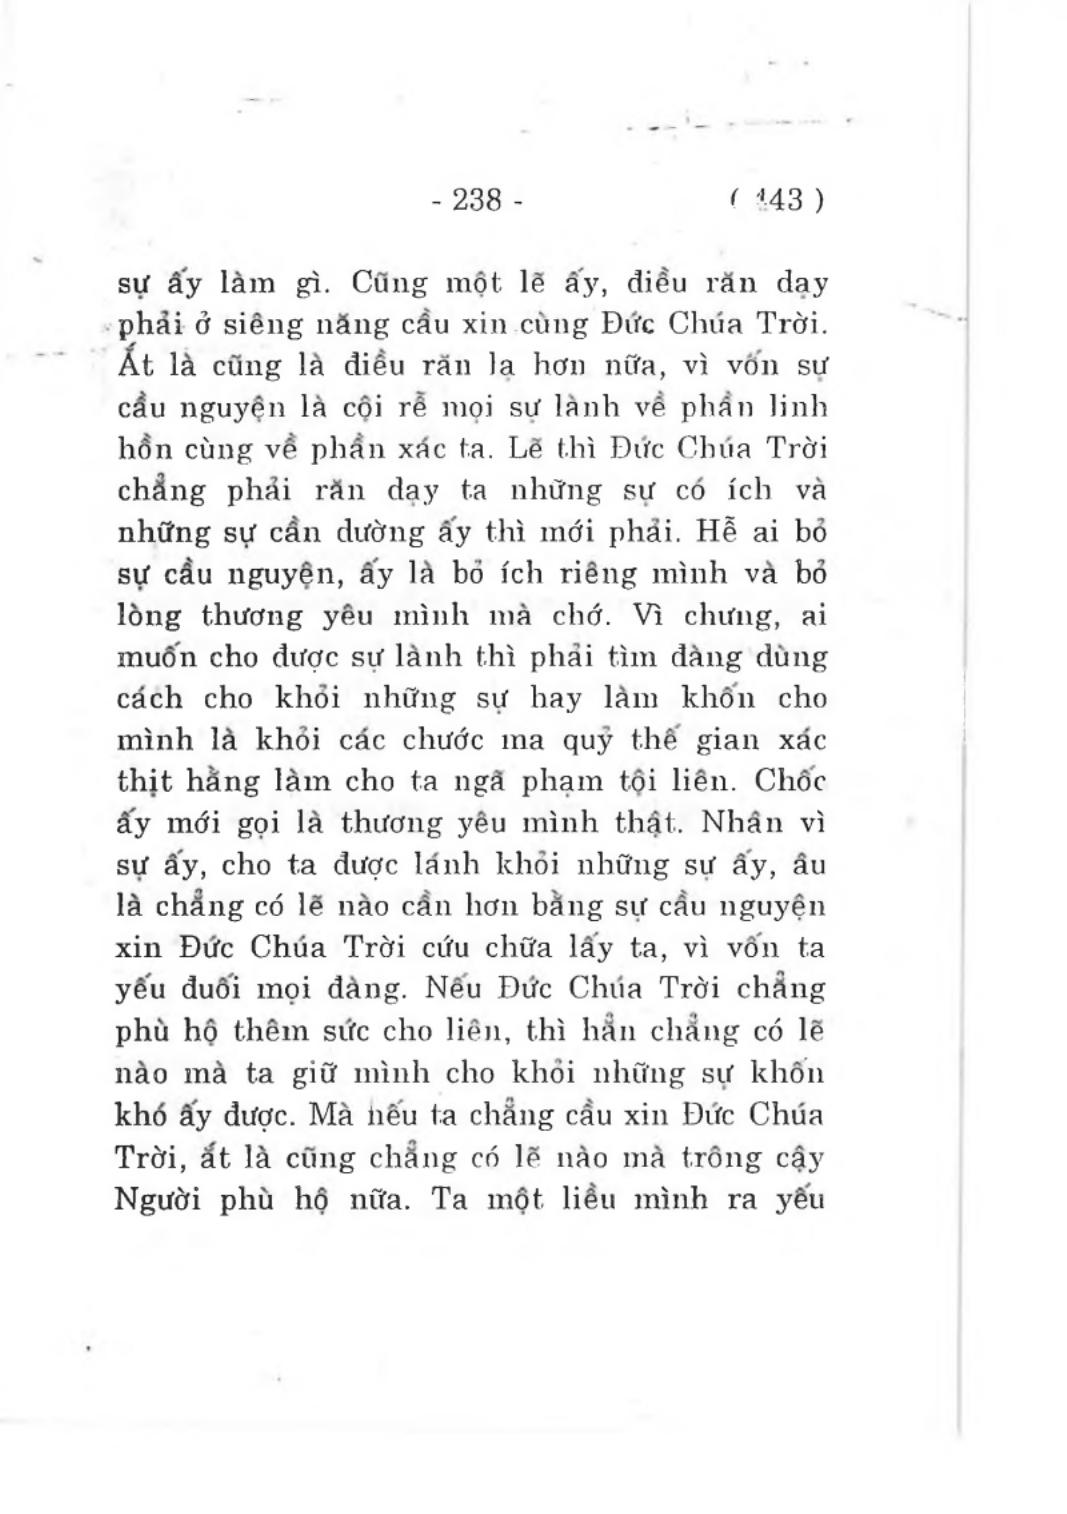 - 238 - ( 143 )
sự ấy làm gì. Cũng một lẽ ấy, điều răn dạy
phải ở siêng năng cầu xin cùng Đức Chúa Trời.
Ắt là cũng là điều răn lạ hơn nữa, vì vốn sự
cầu nguyện là cội rễ mọi sự lành về phần linh
hồn cùng về phần xác ta. Lẽ thì Đức Chúa Trời
chẳng phải răn dạy ta những sự có ích và
những sự cần dường ấy thì mới phải. Hễ ai bỏ
sự cầu nguyện, ấy là bỏ ích riêng mình và bỏ
lòng thương yêu mình mà chớ. Vì chưng, ai
muốn cho được sự lành thì phải tìm đàng dùng
cách cho khỏi những sự hay làm khốn cho
mình là khỏi các chước ma quỷ thế gian xác
thịt hằng làm cho ta ngã phạm tội liên. Chốc
ấy mới gọi là thương yêu mình thật. Nhân vì
sự ấy, cho ta được lánh khỏi những sự ấy, âu
là chẳng có lẽ nào cần hơn bằng sự cầu nguyện
xin Đức Chúa Trời cứu chữa lấy ta, vì vốn ta
yếu đuối mọi đàng. Nếu Đức Chúa Trời chẳng
phù hộ thêm sức cho liên, thì hẳn chẳng có lẽ
nào mà ta giữ mình cho khỏi những sự khốn
khó ấy được. Mà nếu ta chẳng cầu xin Đức Chúa
Trời, ắt là cũng chẳng có lẽ nào mà trông cậy
Người phù hộ nữa. Ta một liều mình ra yếu